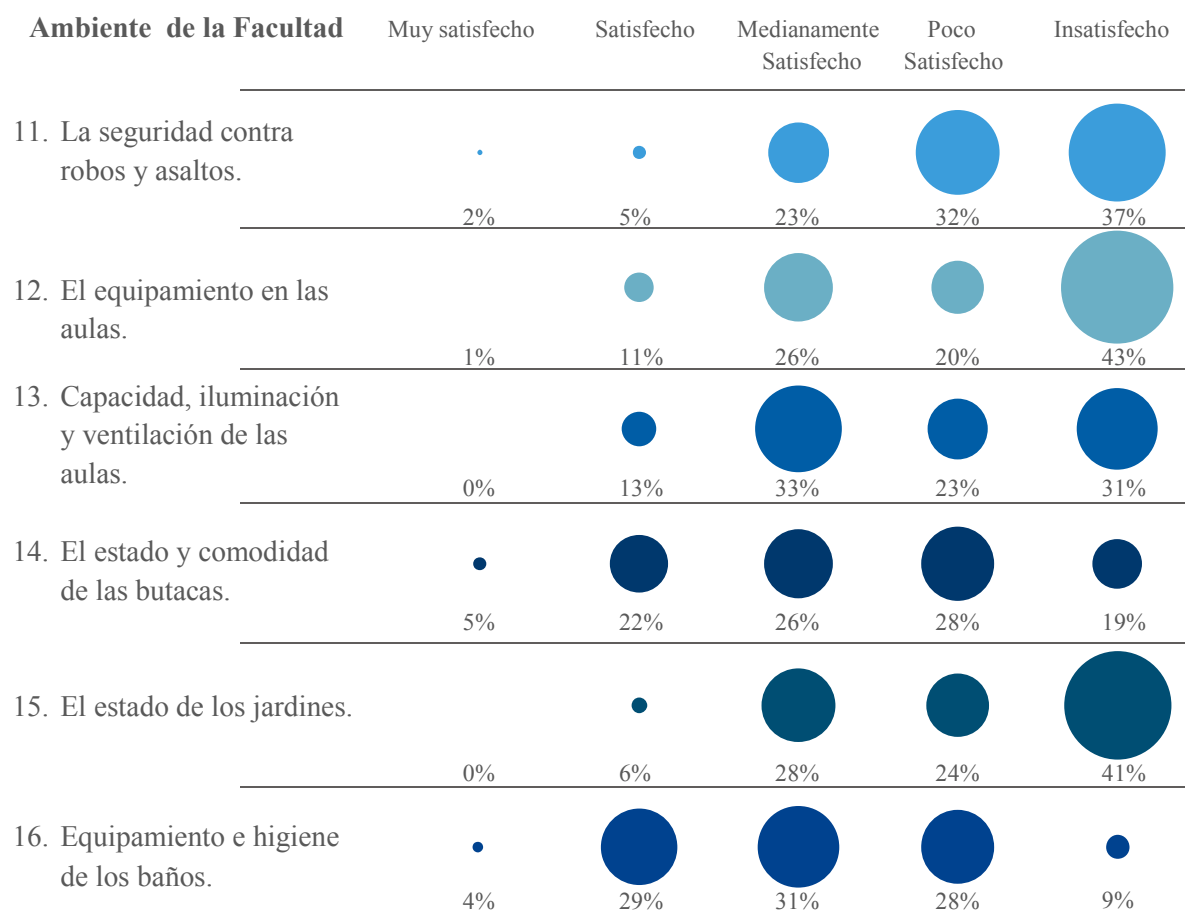 Ambiente de la Facultad Muy satisfecho Satisfecho Medianamente Satisfecho Poco Satisfecho Insatisfecho
11. La seguridad contra
robos y asaltos.
2% 5% 23% 32% 37%
12. El equipamiento en las
aulas.
1% 11% 26% 20% 43%
13. Capacidad, iluminación
y ventilación de las
aulas.
0% 13% 33% 23% 31%
14. El estado y comodidad
de las butacas.
5% 22% 26% 28% 19%
15. El estado de los jardines.
0% 6% 28% 24% 41%
16. Equipamiento e higiene
de los baños.
4% 29% 31% 28% 9%